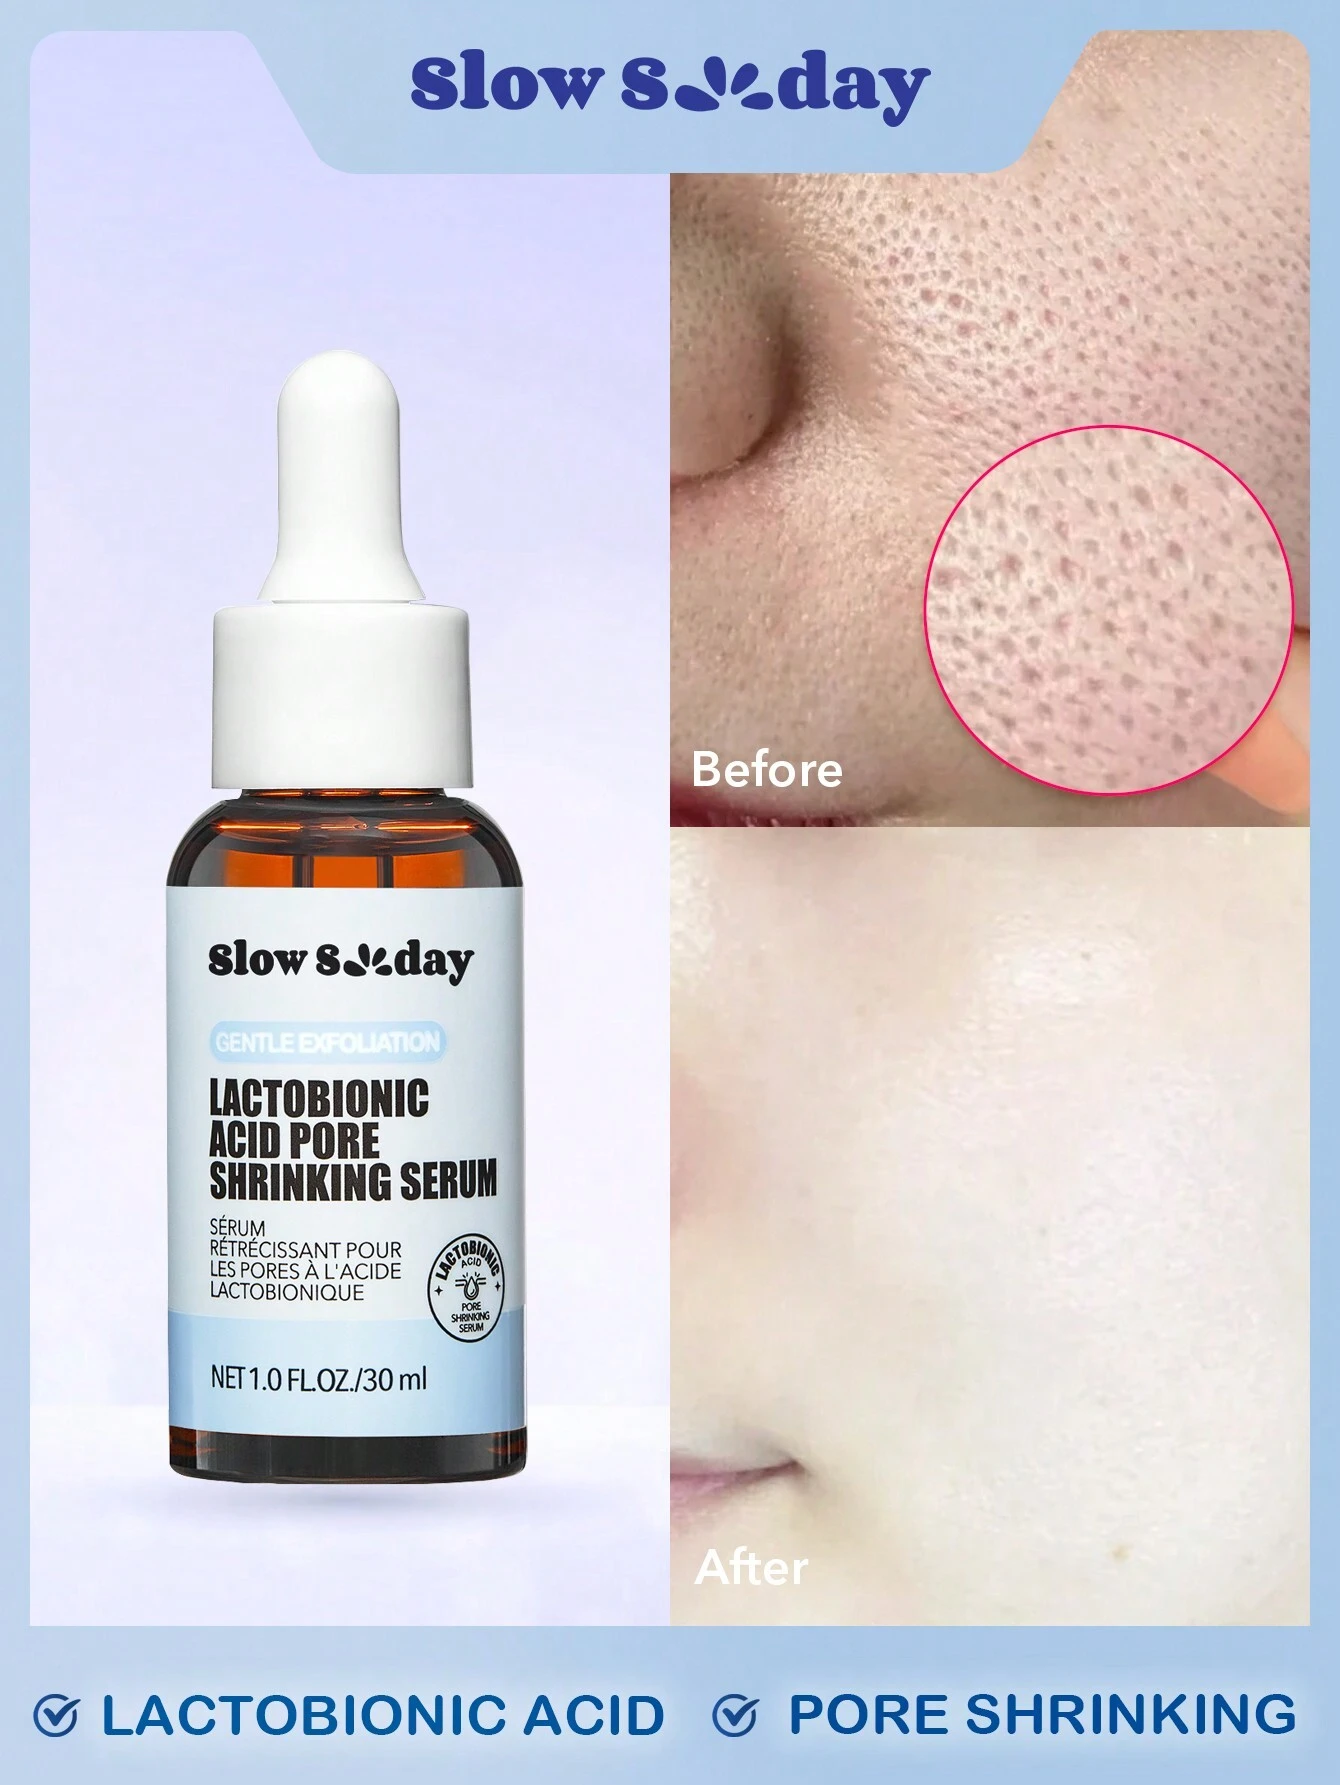 Slow Sunday
Before
Slow Sunday
GENTLE EXFOLIATION
LACTOBIONIC
ACID PORE
SHRINKING SERUM
SÉRUM
RÉTRÉCISSANT POUR
LES PORES À L'ACIDE
LACTOBIONIQUE
LACTOBIONIC
ACID
PORE
SHRINKING
SERUM
NET 1.0 FL.OZ./30 ml
After
LACTOBIONIC ACID
PORE SHRINKING